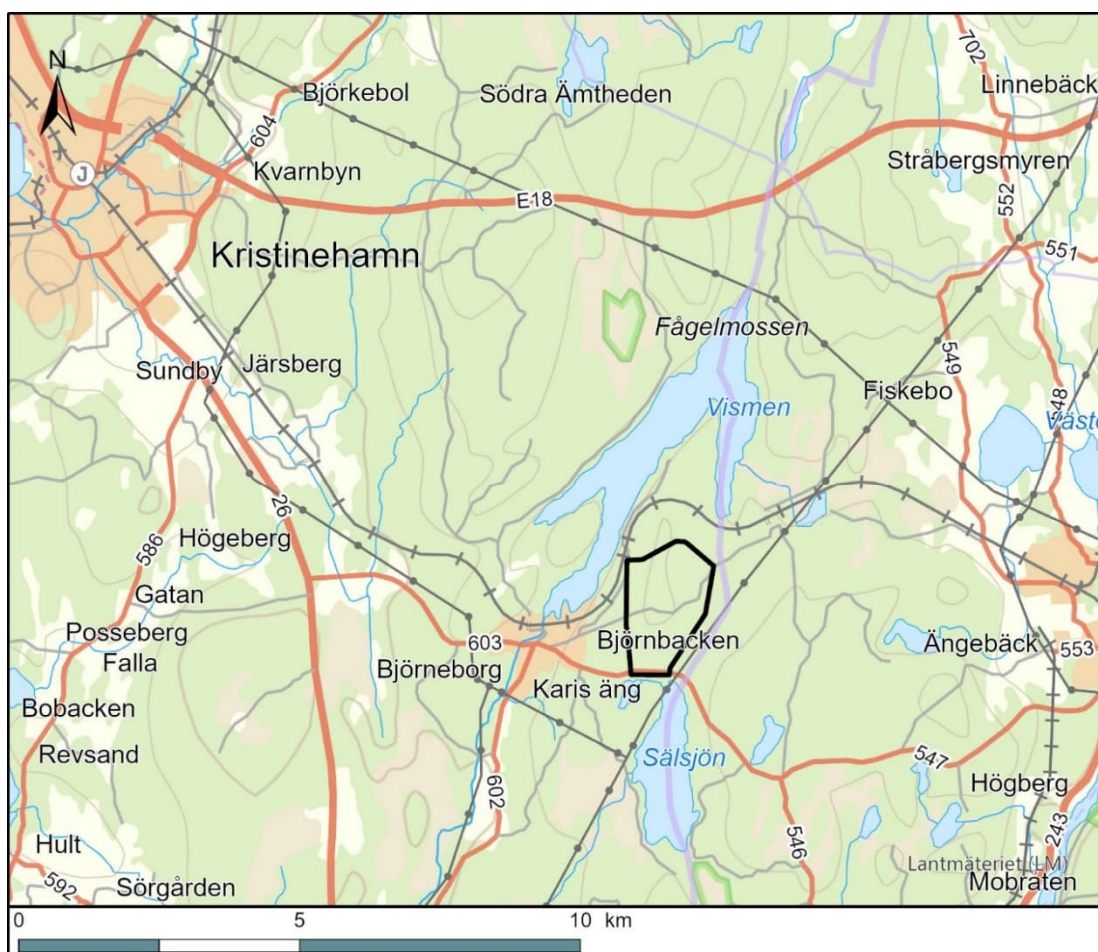 702
N
Björkebol
Södra Ämtheden
Linnebäck
604
Stråbergsmyren
J
Kvarnbyn
E18
552
551
Kristinehamn
Fågelmossen
549
Sundby
Järsberg
Fiskebo
Vismen
548
Väste
26
586
Högeberg
Gatan
Posseberg
603
Björnbacken
Ängebäck
553
Falla
Björneborg
Karis äng
Bobacken
Revsand
Sälsjön
547
602
Högberg
243
546
Hult
Lantmäteriet (LM)
592
Sörgården
Mobråten
0 5 10 km